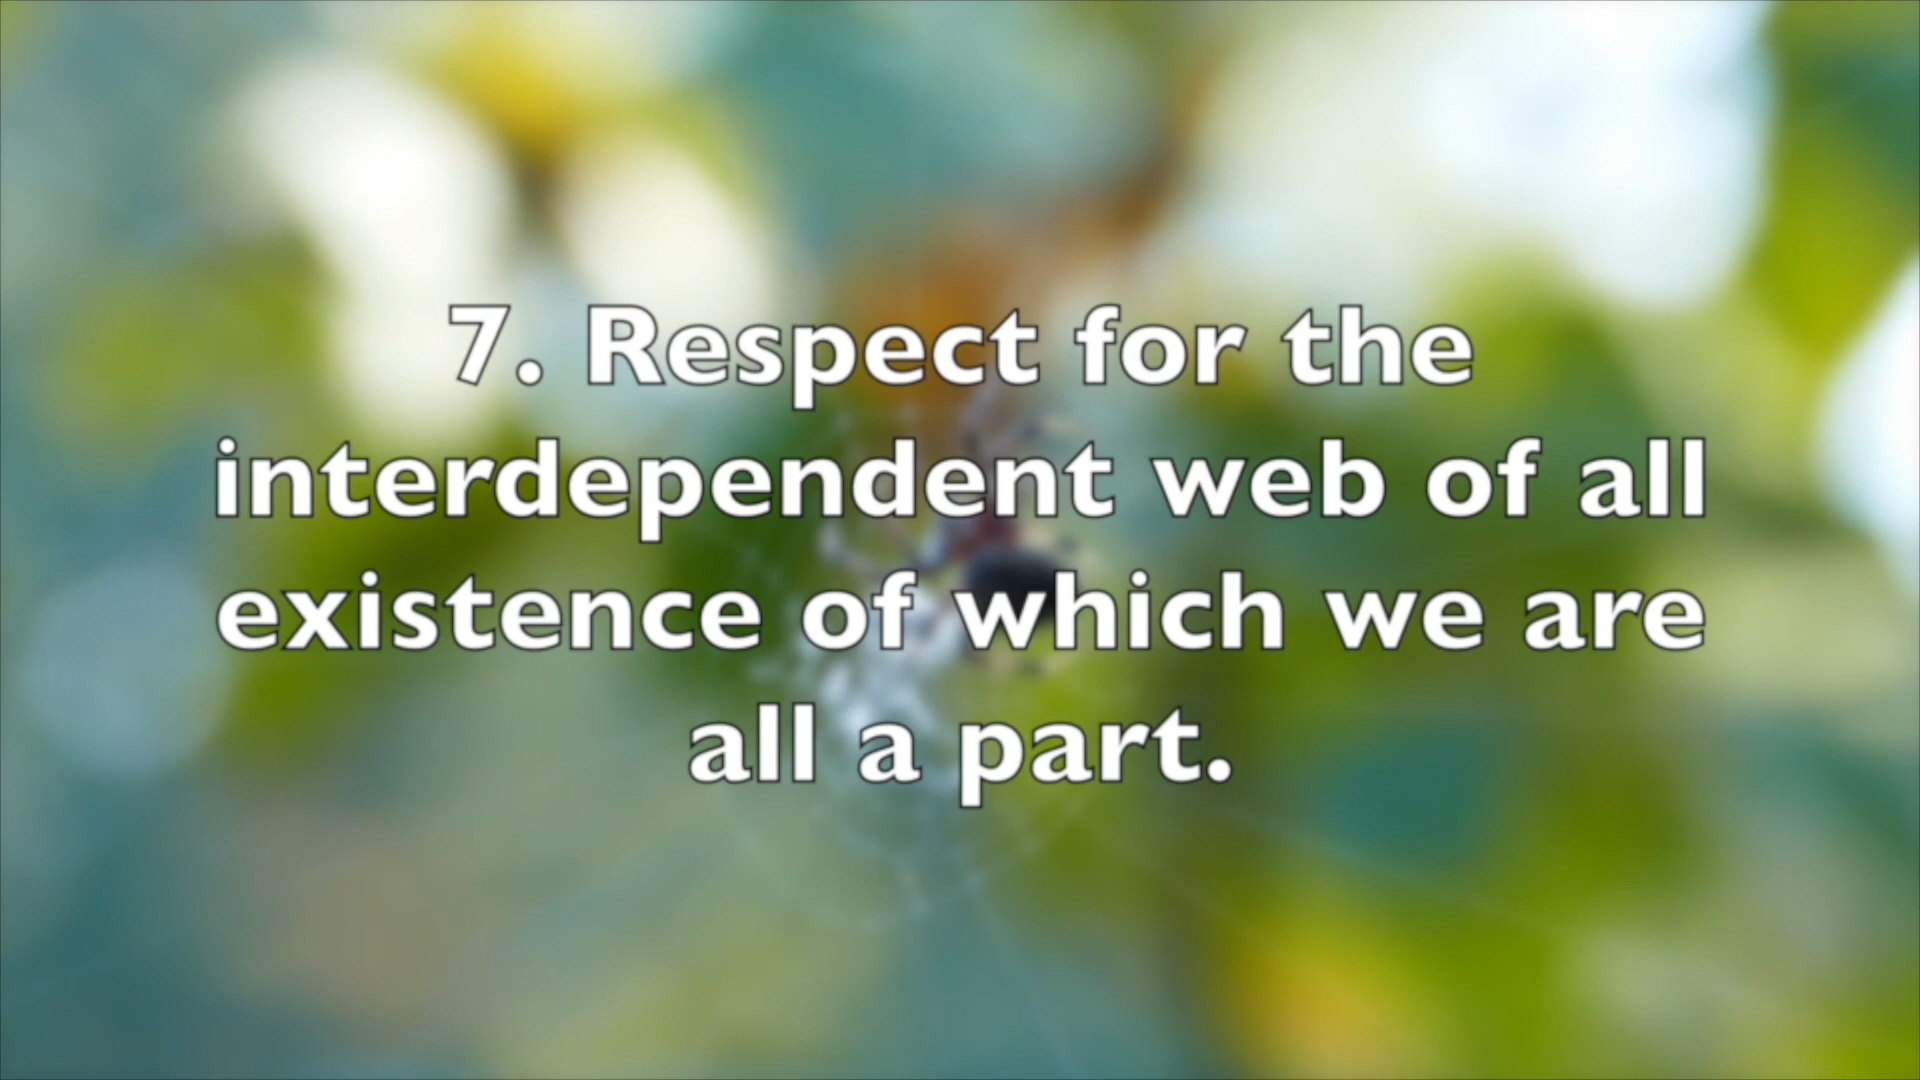 7. Respect for the
interdependent web of all
existence of which we are
all a part.